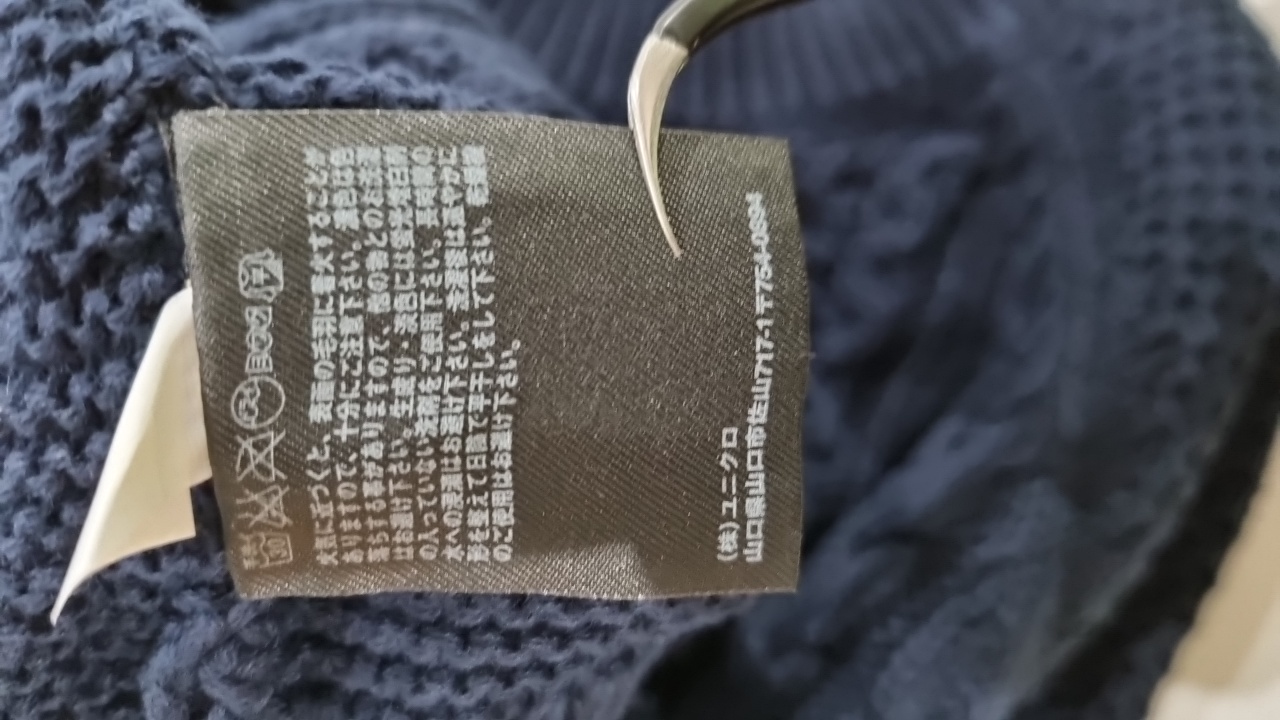 手洗イ
30
火気に近づくと、表面の毛羽に着火することが
ありますので、十分にご注意下さい。濃色は色
落ちする事がありますので、他の物とのお洗濯
はお避け下さい。生成り・淡色には蛍光増白剤
の入っていない洗剤をご使用下さい。長時間の
水への浸漬はお避け下さい。洗濯後は速やかに
形を整えて日陰で平干しをして下さい。乾燥機
のご使用はお避け下さい。
(株)ユニクロ
山口県山口市佐山717-1〒754-0894